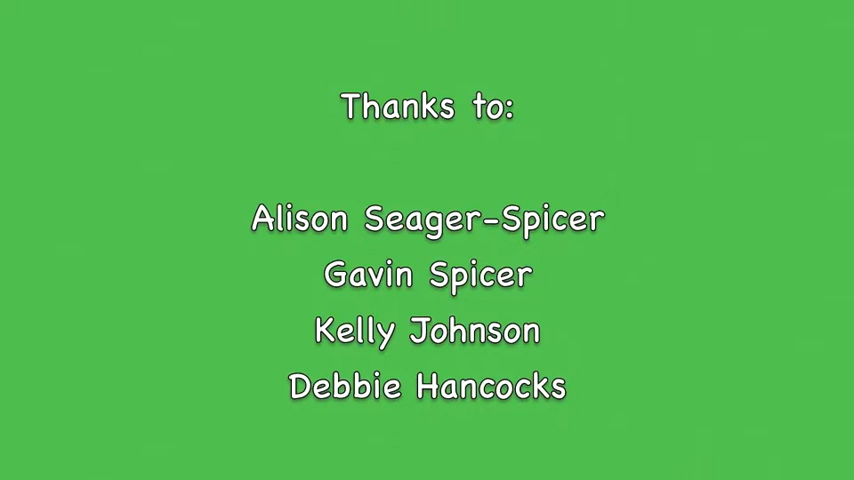 Thanks to:
Alison Seager-Spicer
Gavin Spicer
Kelly Johnson
Debbie Hancocks